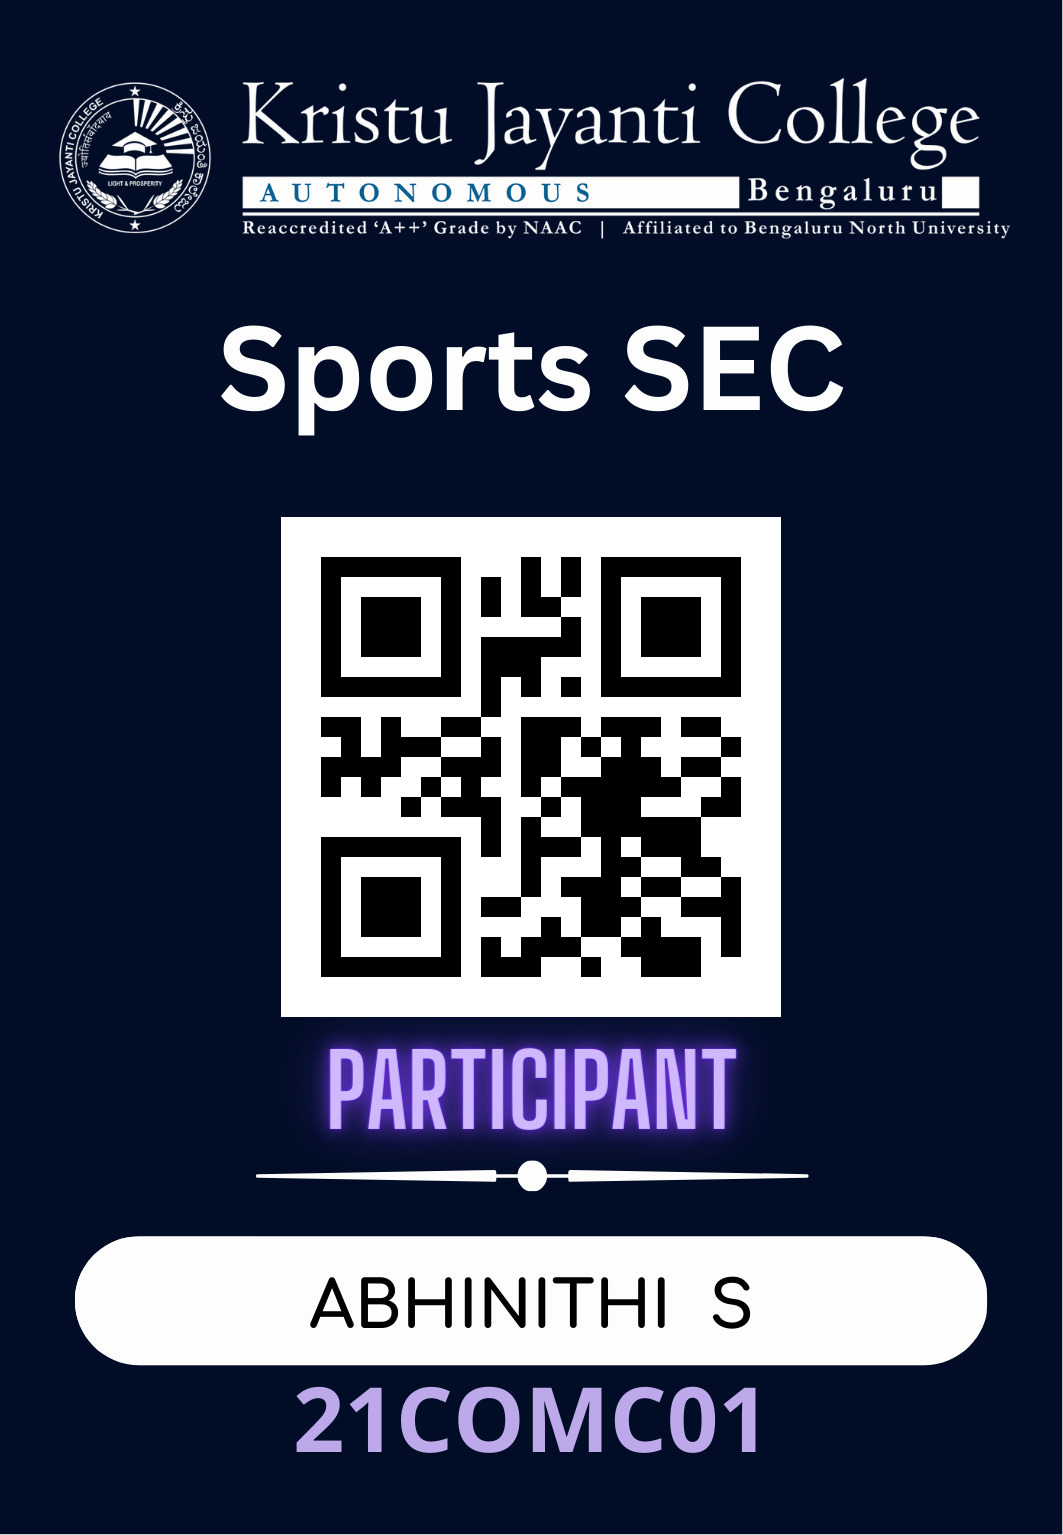 KRISTU JAYANTI COLLEGE
ज्योतिसंवादयाय
LIGHT & PROSPERITY
Kristu Jayanti College
AUTONOMOUS Bengaluru
Reaccredited ‘A++’ Grade by NAAC | Affiliated to Bengaluru North University
Sports SEC
PARTICIPANT
ABHINITHI S
21COMC01